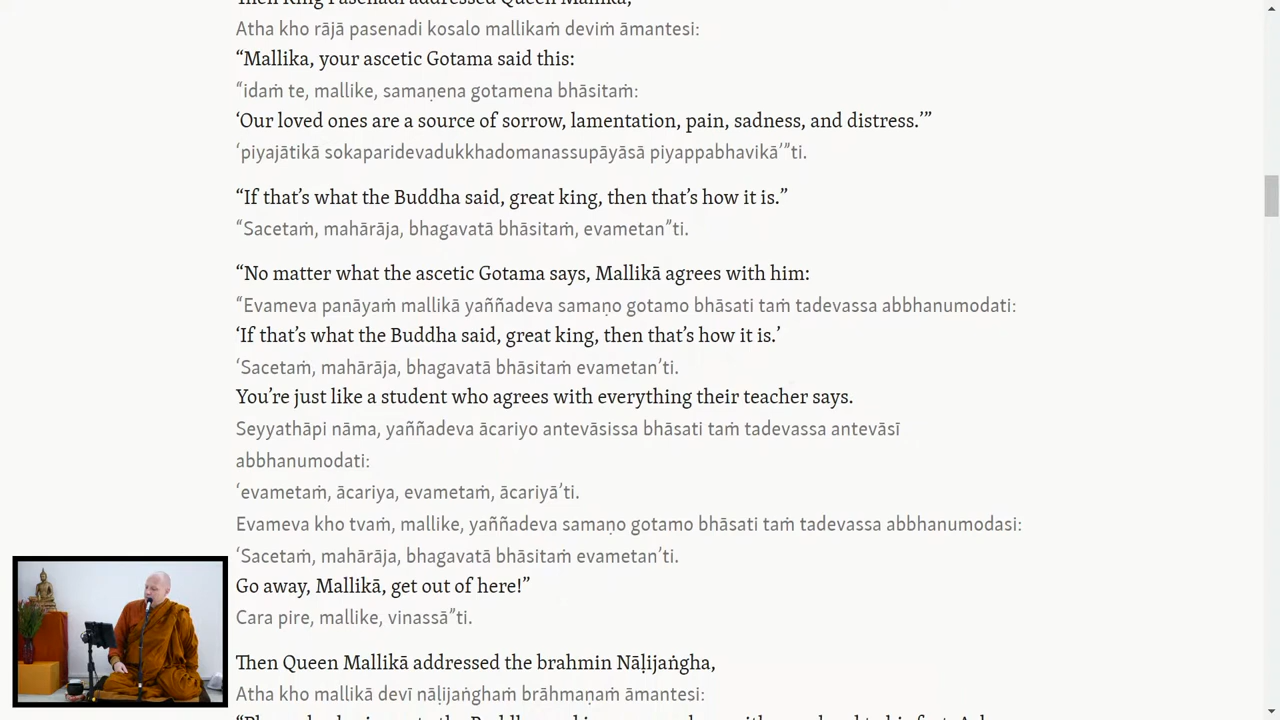 Atha kho rājā pasenadi kosalo mallikaṁ deviṁ āmantesi:
“Mallika, your ascetic Gotama said this:
“idaṁ te, mallike, samaṇena gotamena bhāsitaṁ:
‘Our loved ones are a source of sorrow, lamentation, pain, sadness, and distress.’”
‘piyajātikā sokaparidevadukkhadomanassupāyāsā piyappabhavikā’”ti.
“If that’s what the Buddha said, great king, then that’s how it is.”
“Sacetaṁ, mahārāja, bhagavatā bhāsitaṁ, evametan”ti.
“No matter what the ascetic Gotama says, Mallikā agrees with him:
“Evameva panāyaṁ mallikā yaññadeva samaṇo gotamo bhāsati taṁ tadevassa abbhanumodati:
‘If that’s what the Buddha said, great king, then that’s how it is.’
‘Sacetaṁ, mahārāja, bhagavatā bhāsitaṁ evametan’ti.
You’re just like a student who agrees with everything their teacher says.
Seyyathāpi nāma, yaññadeva ācariyo antevāsissa bhāsati taṁ tadevassa antevāsī
abbhanumodati:
‘evametaṁ, ācariya, evametaṁ, ācariyā’ti.
Evameva kho tvaṁ, mallike, yaññadeva samaṇo gotamo bhāsati taṁ tadevassa abbhanumodasi:
‘Sacetaṁ, mahārāja, bhagavatā bhāsitaṁ evametan’ti.
Go away, Mallikā, get out of here!”
Cara pire, mallike, vinassā”ti.
Then Queen Mallikā addressed the brahmin Nāḷijaṅgha,
Atha kho mallikā devī nāḷijaṅghaṁ brāhmaṇaṁ āmantesi: